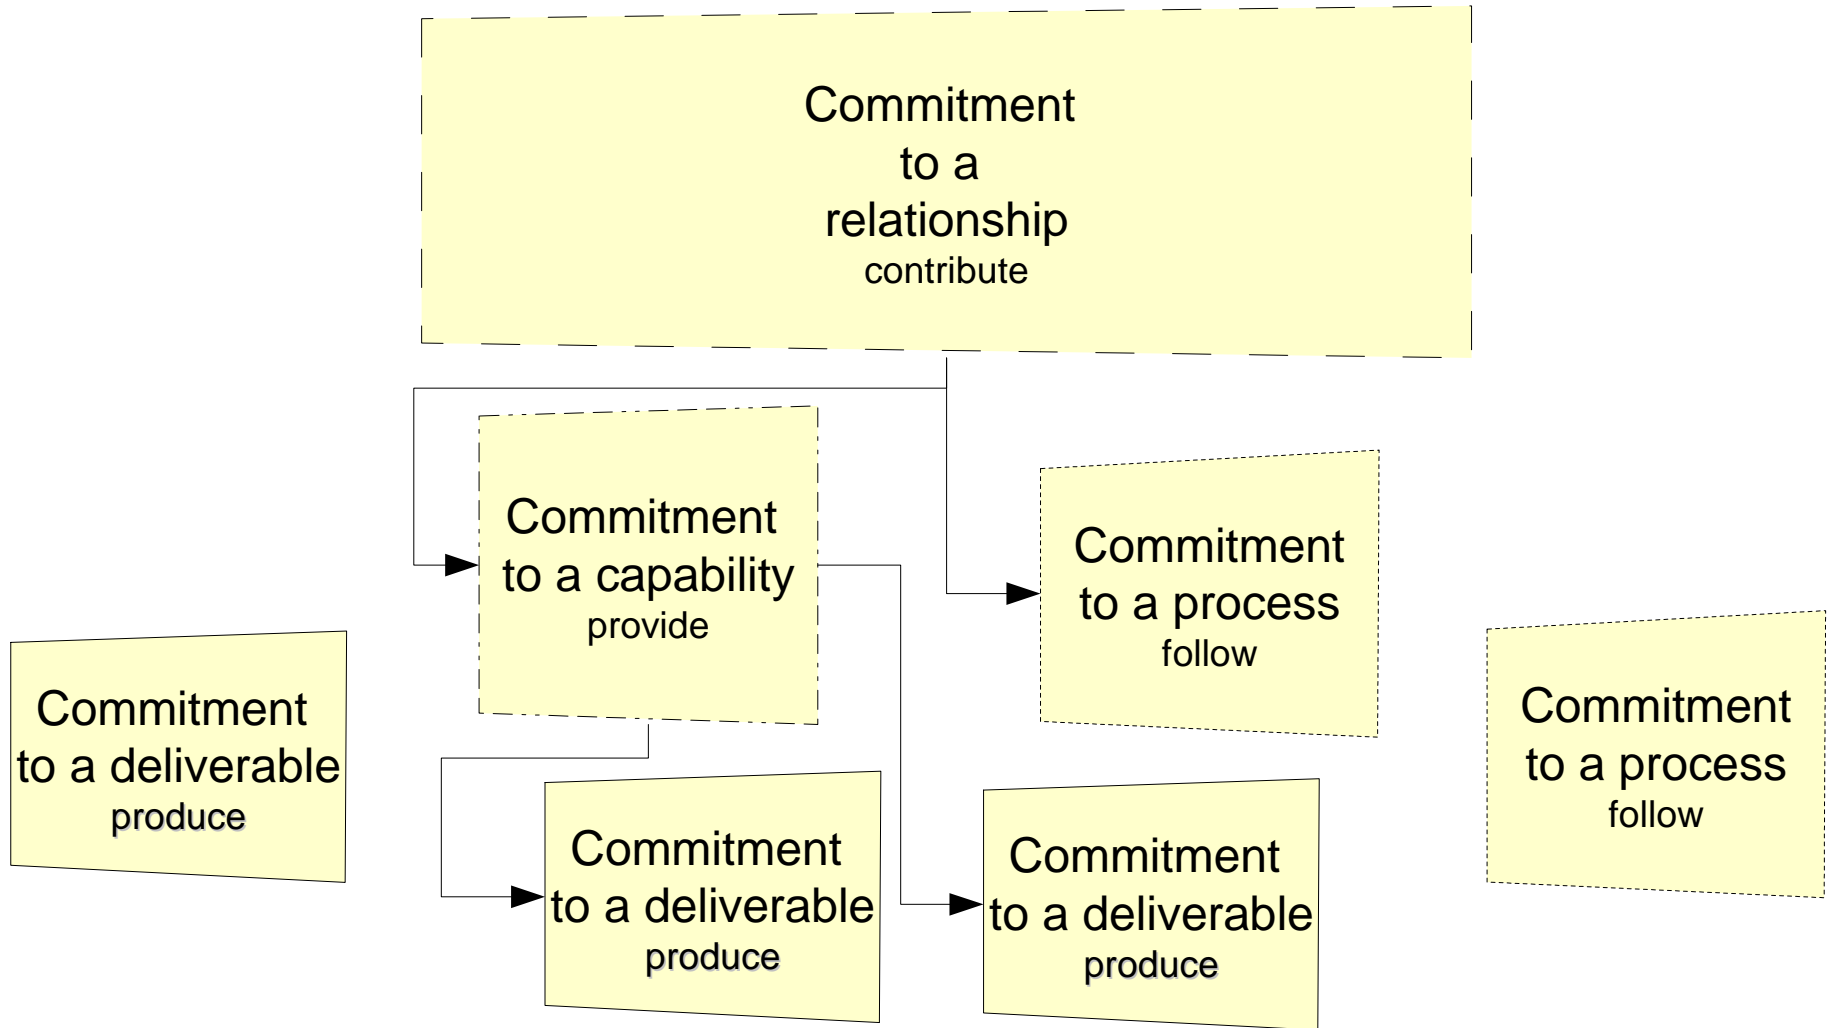 Commitment
to a
relationship
contribute
Commitment
to a capability
provide
Commitment
to a process
follow
Commitment
to a deliverable
produce
Commitment
to a process
follow
Commitment
to a deliverable
produce
Commitment
to a deliverable
produce